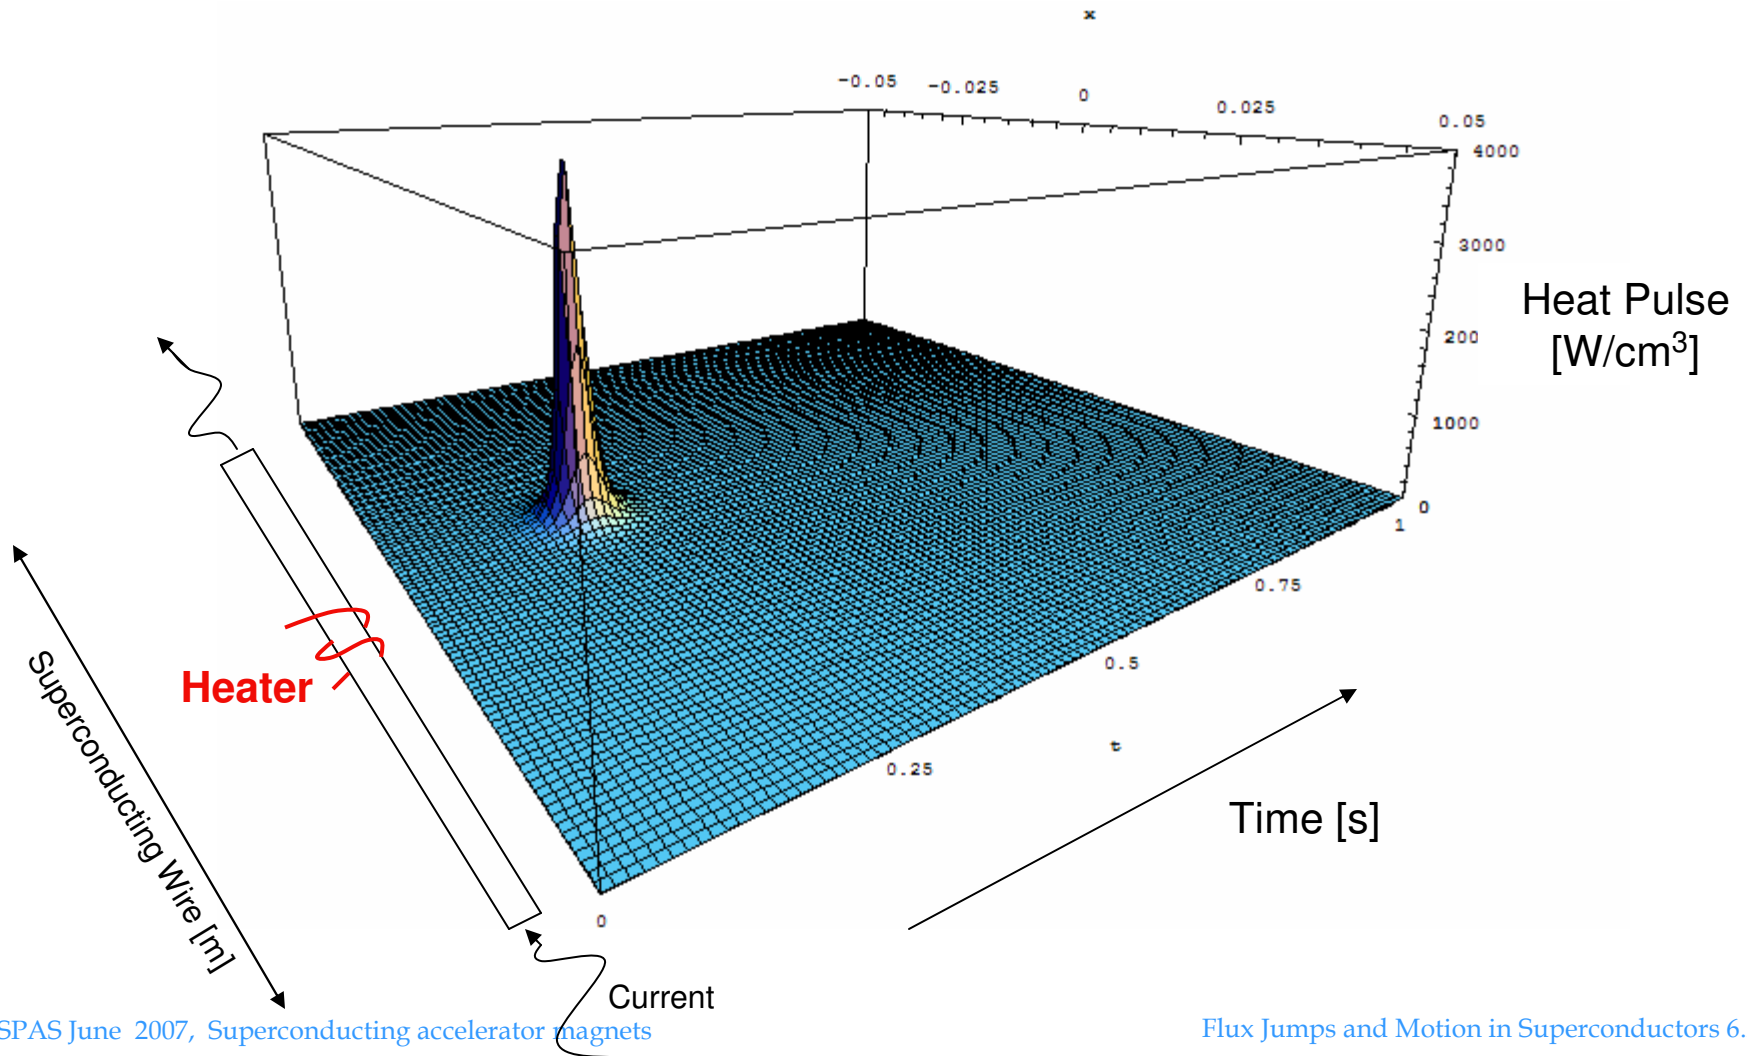 x
-0.05
-0.025
0
0.025
0.05
4000
3000
200
1000
0
Heat Pulse
[W/cm³]
1
0.75
0.5
t
0.25
0
Time [s]
Heater
Superconducting Wire [m]
Current
SPAS June 2007, Superconducting accelerator magnets
Flux Jumps and Motion in Superconductors 6.